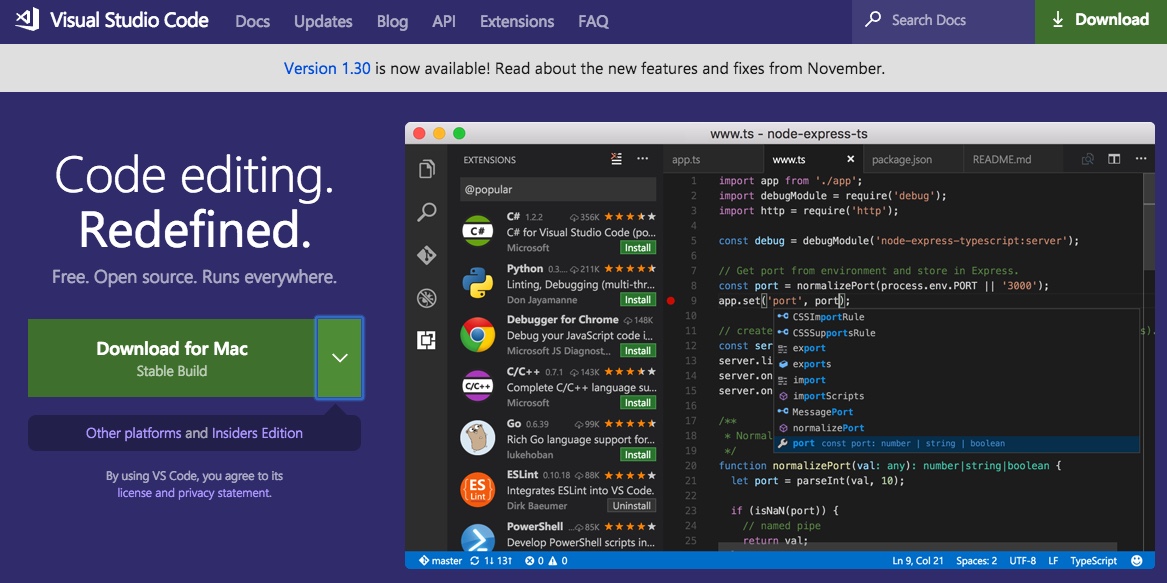 Visual Studio Code Docs Updates Blog API Extensions FAQ Search Docs Download
Version 1.30 is now available! Read about the new features and fixes from November.
Code editing.
Redefined.
Free. Open source. Runs everywhere.
Download for Mac
Stable Build
Other platforms and Insiders Edition
By using VS Code, you agree to its
license and privacy statement.
www.ts - node-express-ts
EXTENSIONS
@popular
C# 1.2.2 356K
C# for Visual Studio Code (po...
Microsoft Install
Python 0.3.... 211K
Linting, Debugging (multi-thr...
Don Jayamanne Install
Debugger for Chrome 148K
Debug your JavaScript code i...
Microsoft JS Diagnost... Install
C/C++ 0.7.1 143K
Complete C/C++ language su...
Microsoft Install
Go 0.6.39 99K
Rich Go language support for...
lukehoban Install
ESLint 0.10.18 88K
Integrates ESLint into VS Code.
Dirk Baeumer Uninstall
PowerShell ... 85K
Develop PowerShell scripts in...
C#
C/C++
ES
Lint
app.ts www.ts package.json README.md
1 import app from './app';
2 import debugModule = require('debug');
3 import http = require('http');
4
5 const debug = debugModule('node-express-typescript:server');
6
7 // Get port from environment and store in Express.
8 const port = normalizePort(process.env.PORT || '3000');
9 app.set('port', port);
10
11 // create s).
12 const ser
13 server.li
14 server.on
15 server.on
16
17 /**
18 * Normal
19 */
20 function normalizePort(val: any): number|string|boolean {
21 let port = parseInt(val, 10);
22
23 if (isNaN(port)) {
24 // named pipe
25 return val;
CSSImportRule
CSSSupportsRule
export
exports
import
importScripts
MessagePort
normalizePort
port const port: number | string | boolean
master 1↓ 13↑ 0 0 Ln 9, Col 21 Spaces: 2 UTF-8 LF TypeScript